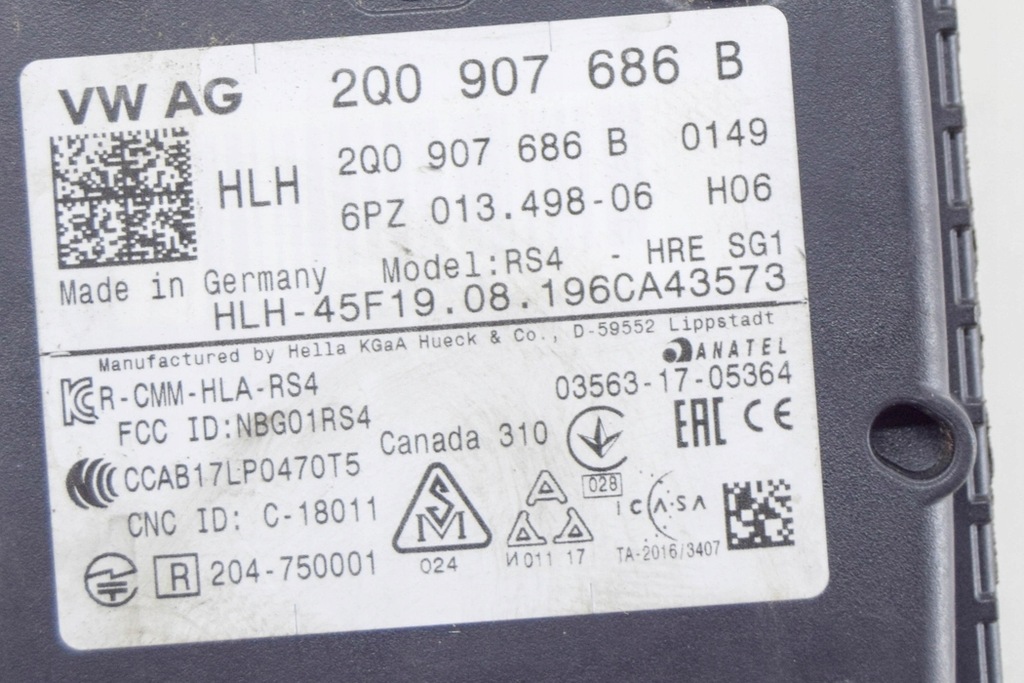 VW AG 2Q0 907 686 B
HLH 2Q0 907 686 B 0149
6PZ 013.498-06 H06
Made in Germany Model:RS4 - HRE SG1
HLH-45F19.08.196CA43573
Manufactured by Hella KGaA Hueck & Co., D-59552 Lippstadt
ANATEL
R-CMM-HLA-RS4 03563-17-05364
FCC ID:NBG01RS4 Canada 310 EAC CE
CCAB17LP0470T5 028 ICASA
CNC ID: C-18011 SM
R 204-750001 024 И011 17 TA-2016/3407